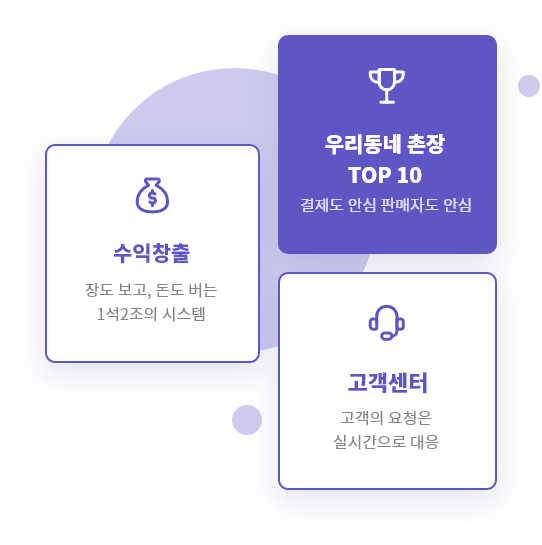 우리동네 촌장
TOP 10
결제도 안심 판매자도 안심
수익창출
장도 보고, 돈도 버는
1석2조의 시스템
고객센터
고객의 요청은
실시간으로 대응